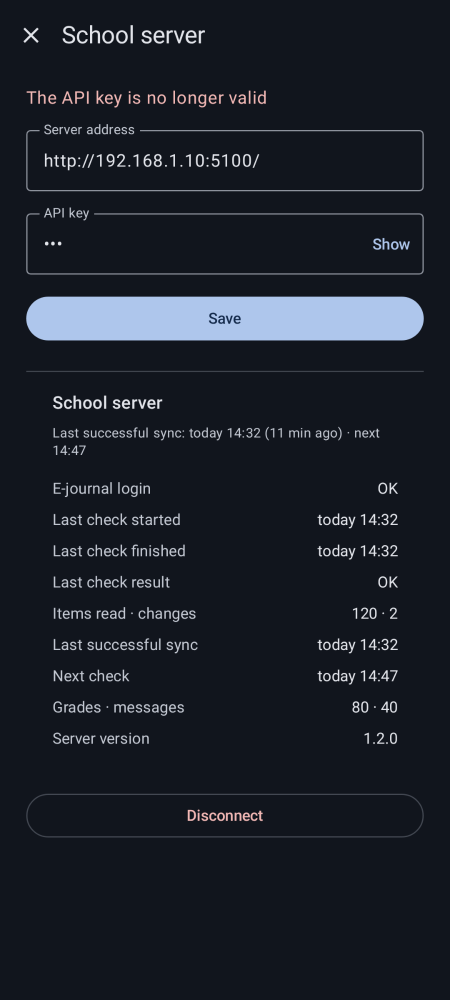 School server
The API key is no longer valid
Server address
http://192.168.1.10:5100/
API key
•••
Show
Save
School server
Last successful sync: today 14:32 (11 min ago) · next
14:47
E-journal login OK
Last check started today 14:32
Last check finished today 14:32
Last check result OK
Items read · changes 120 · 2
Last successful sync today 14:32
Next check today 14:47
Grades · messages 80 · 40
Server version 1.2.0
Disconnect